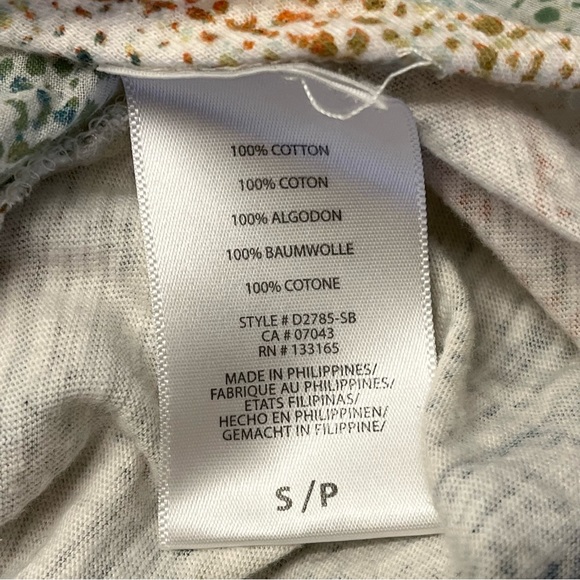 100% COTTON
100% COTON
100% ALGODON
100% BAUMWOLLE
100% COTONE
STYLE # D2785-SB
CA # 07043
RN # 133165
MADE IN PHILIPPINES/
FABRIQUE AU PHILIPPINES/
ETATS FILIPINAS/
HECHO EN PHILIPPINEN/
GEMACHT IN FILIPPINE/
S /P